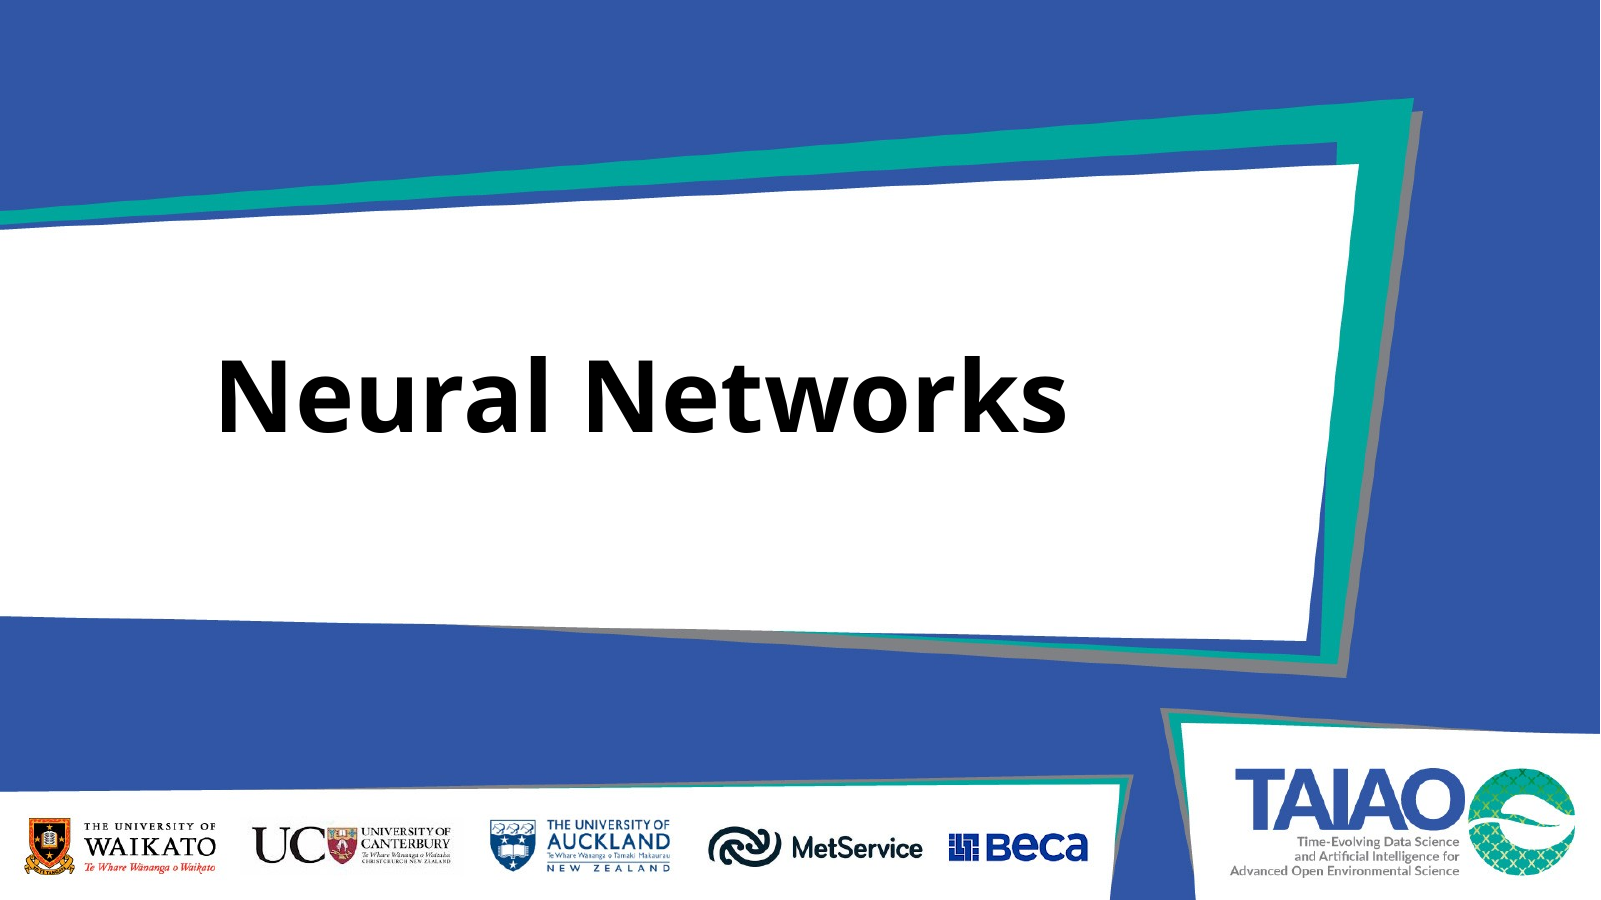 Neural Networks
THE UNIVERSITY OF
WAIKATO
Te Whare Wānanga o Waikato
UC
UNIVERSITY OF
CANTERBURY
Te Whare Wānanga o Waitaha
CHRISTCHURCH NEW ZEALAND
THE UNIVERSITY OF
AUCKLAND
Te Whare Wānanga o Tāmaki Makaurau
NEW ZEALAND
MetService
Beca
TAIAO
Time-Evolving Data Science
and Artificial Intelligence for
Advanced Open Environmental Science